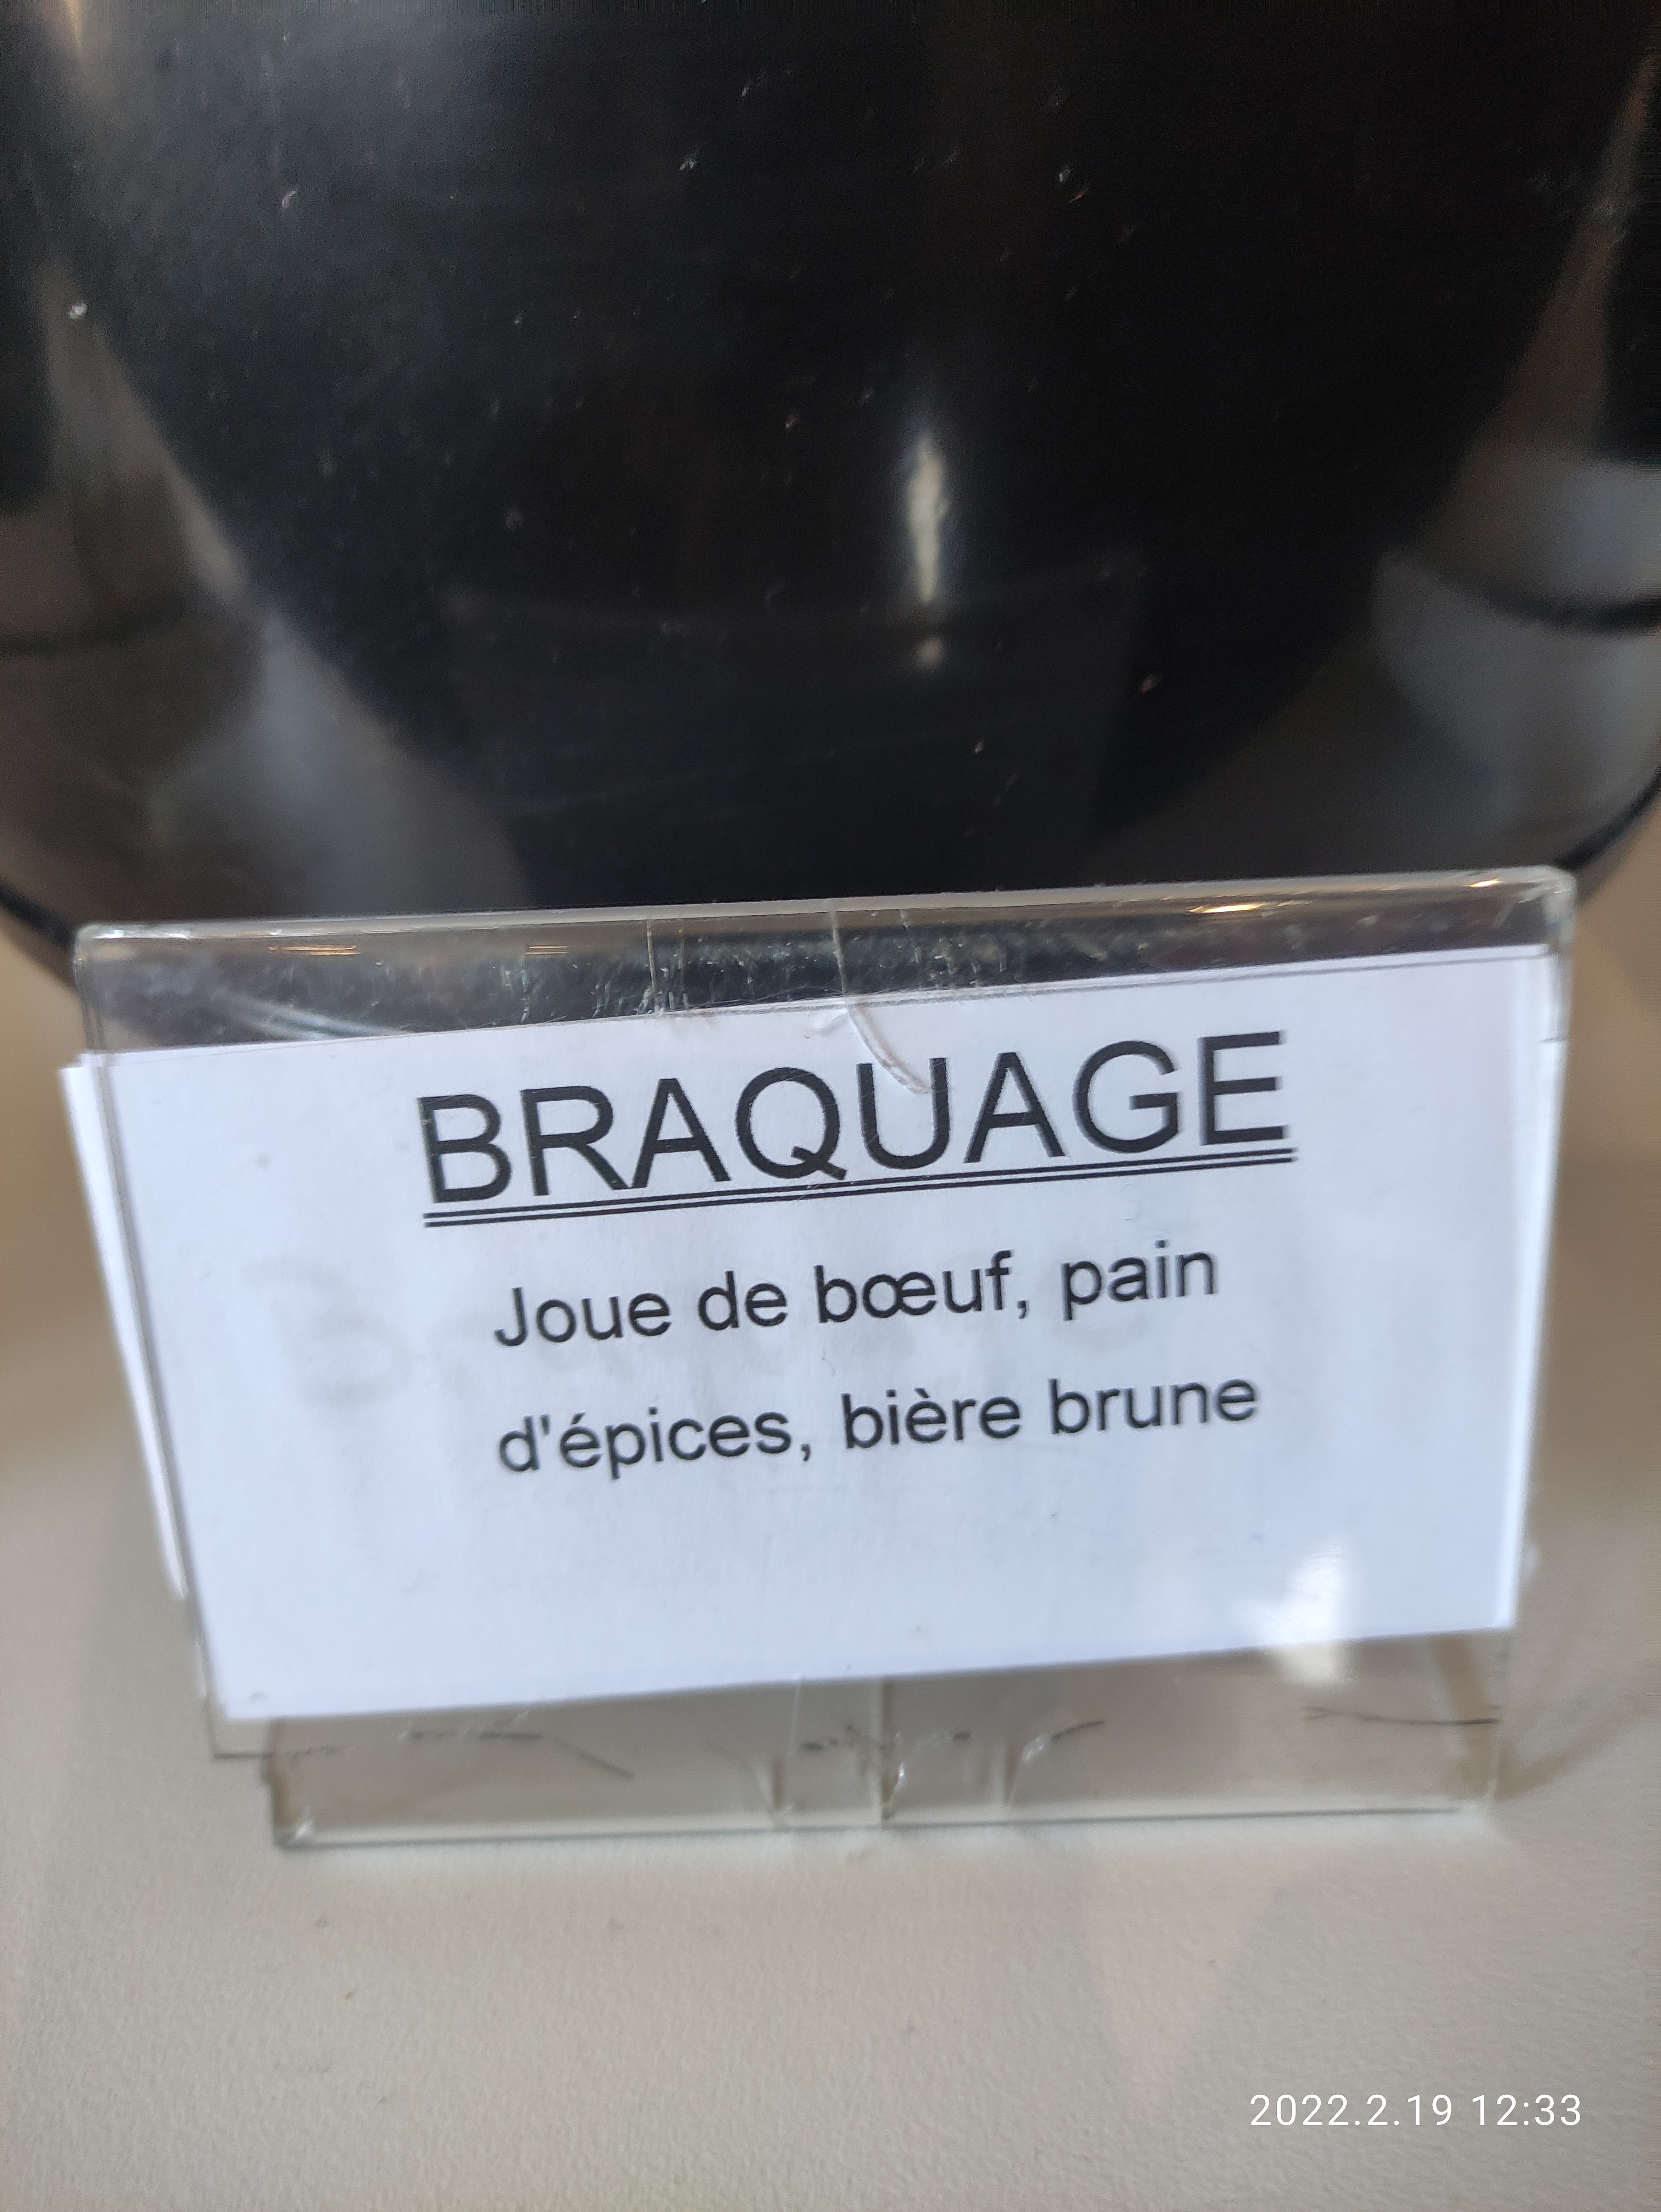 BRAQUAGE
Joue de bœuf, pain
d'épices, bière brune
2022.2.19 12:33